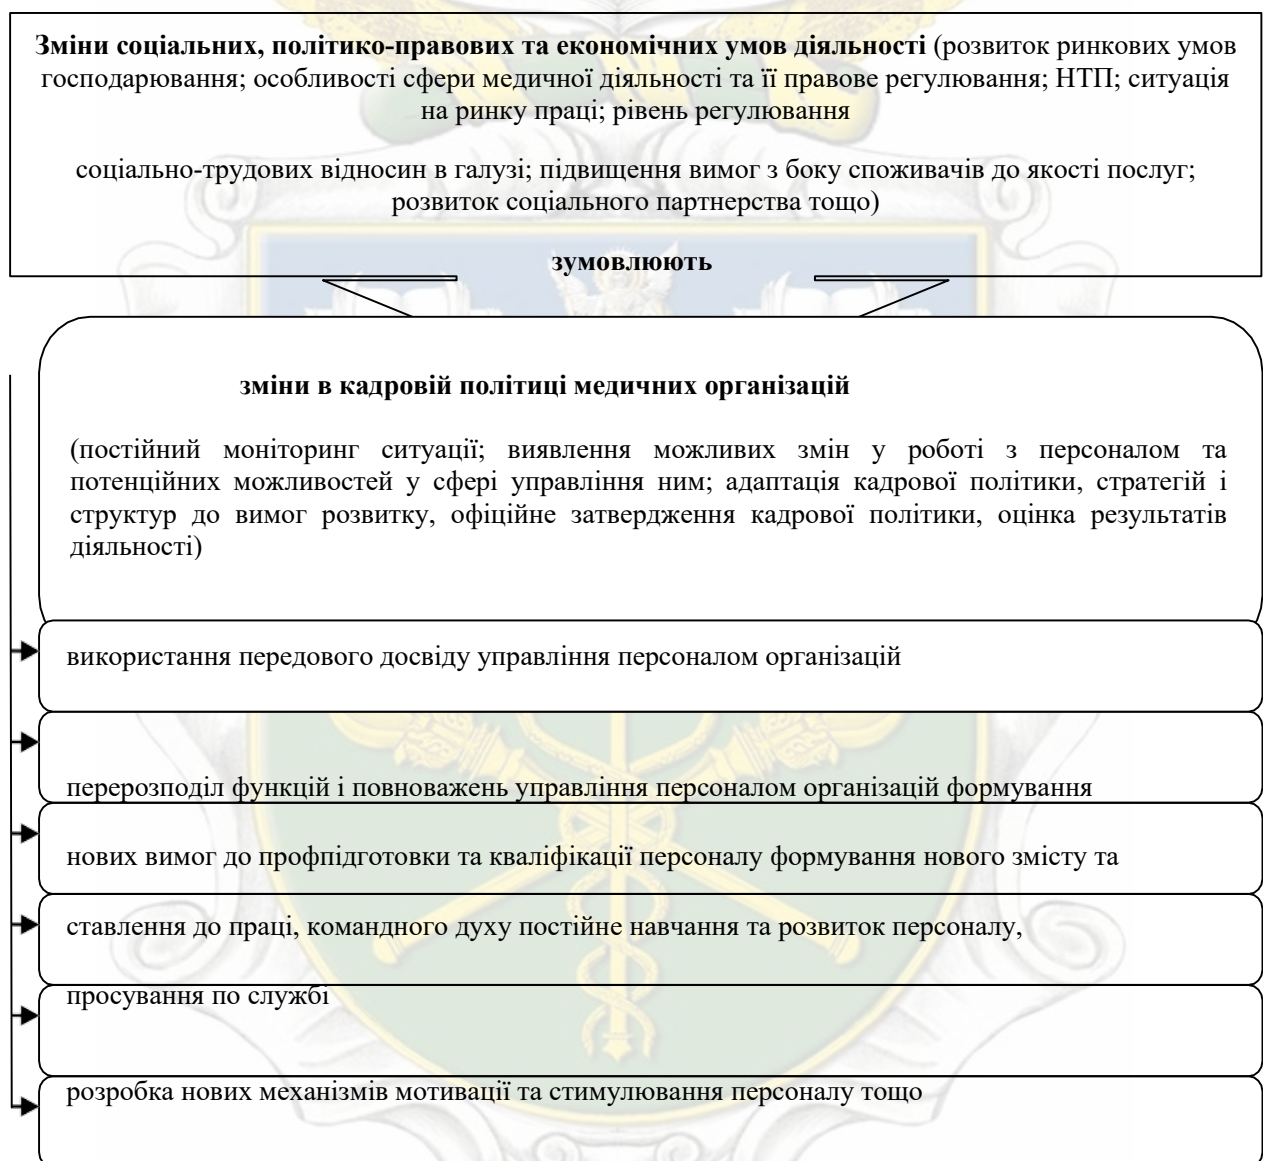 Зміни соціальних, політико-правових та економічних умов діяльності (розвиток ринкових умов
господарювання; особливості сфери медичної діяльності та її правове регулювання; НТП; ситуація
на ринку праці; рівень регулювання
соціально-трудових відносин в галузі; підвищення вимог з боку споживачів до якості послуг;
розвиток соціального партнерства тощо)
зумовлюють
зміни в кадровій політиці медичних організацій
(постійний моніторинг ситуації; виявлення можливих змін у роботі з персоналом та
потенційних можливостей у сфері управління ним; адаптація кадрової політики, стратегій і
структур до вимог розвитку, офіційне затвердження кадрової політики, оцінка результатів
діяльності)
використання передового досвіду управління персоналом організацій
перерозподіл функцій і повноважень управління персоналом організацій формування
нових вимог до профпідготовки та кваліфікації персоналу формування нового змісту та
ставлення до праці, командного духу постійне навчання та розвиток персоналу,
просування по службі
розробка нових механізмів мотивації та стимулювання персоналу тощо